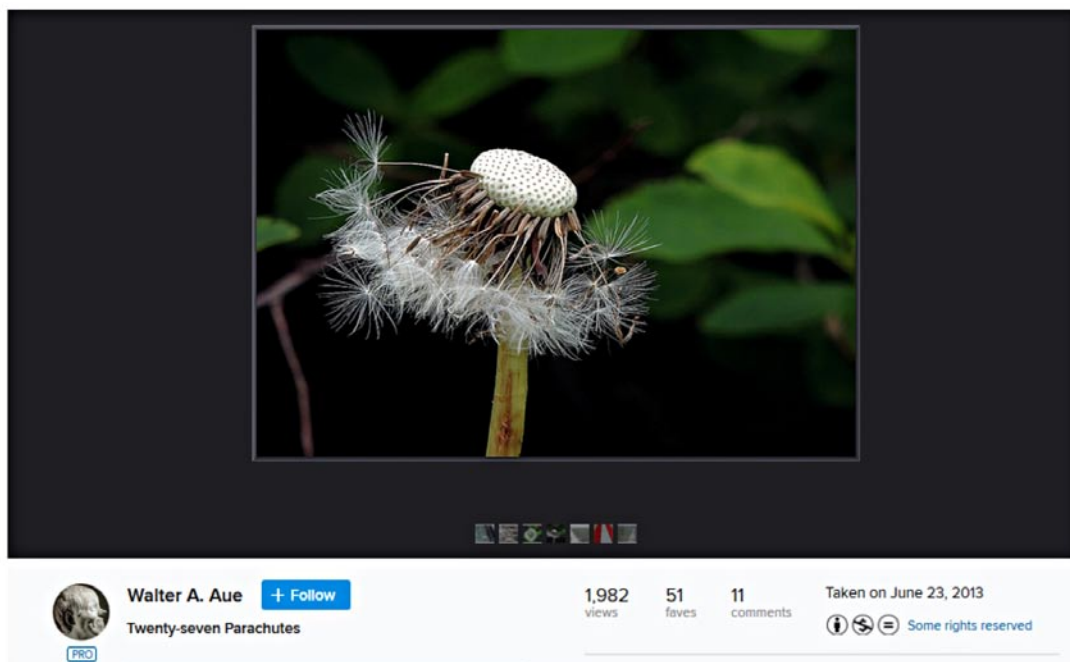 Walter A. Aue
+ Follow
Twenty-seven Parachutes
PRO
1,982
views
51
faves
11
comments
Taken on June 23, 2013
Some rights reserved